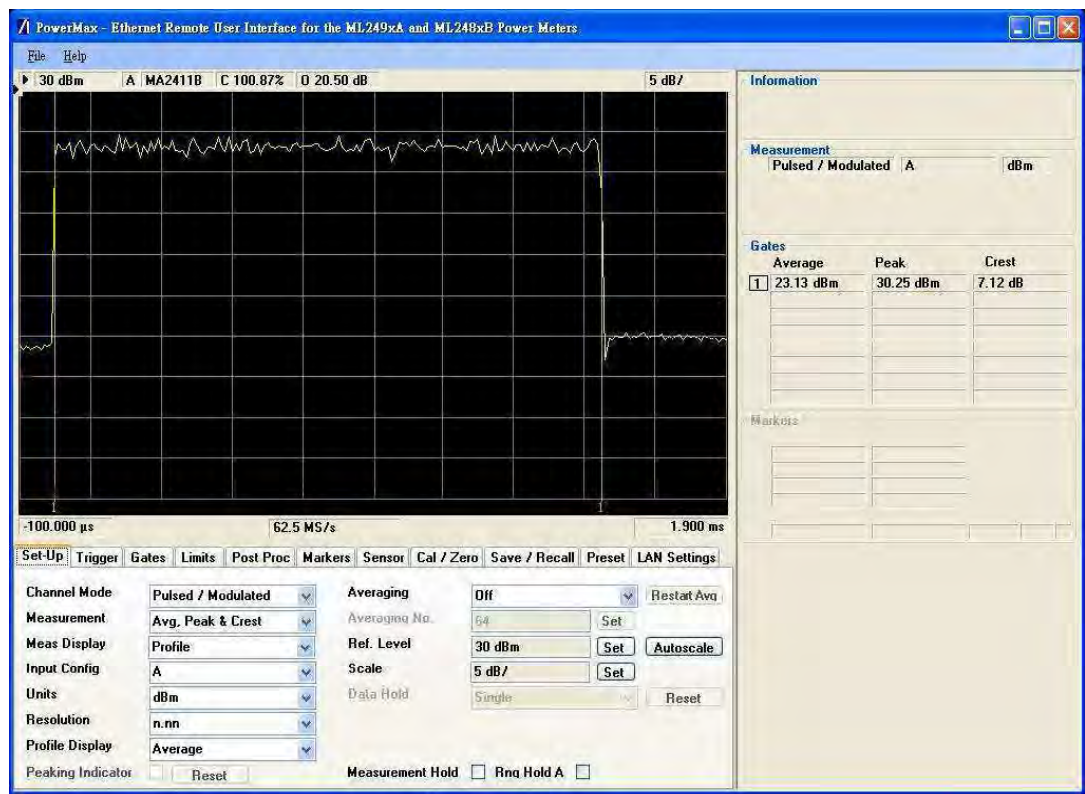 PowerMax - Ethernet Remote User Interface for the ML249xA and ML248xB Power Meters
File Help
30 dBm A MA2411B C 100.87% O 20.50 dB 5 dB/
1 1
-100.000 µs 62.5 MS/s 1.900 ms
Information
Measurement
Pulsed / Modulated A dBm
Gates
Average Peak Crest
1 23.13 dBm 30.25 dBm 7.12 dB
Markers
Set-Up Trigger Gates Limits Post Proc Markers Sensor Cal / Zero Save / Recall Preset LAN Settings
Channel Mode Pulsed / Modulated Averaging Off Restart Avg
Measurement Avg, Peak & Crest Averaging No. 64 Set
Meas Display Profile Ref. Level 30 dBm Set Autoscale
Input Config A Scale 5 dB/ Set
Units dBm Data Hold Single Reset
Resolution n.nn
Profile Display Average
Peaking Indicator Reset Measurement Hold Rng Hold A